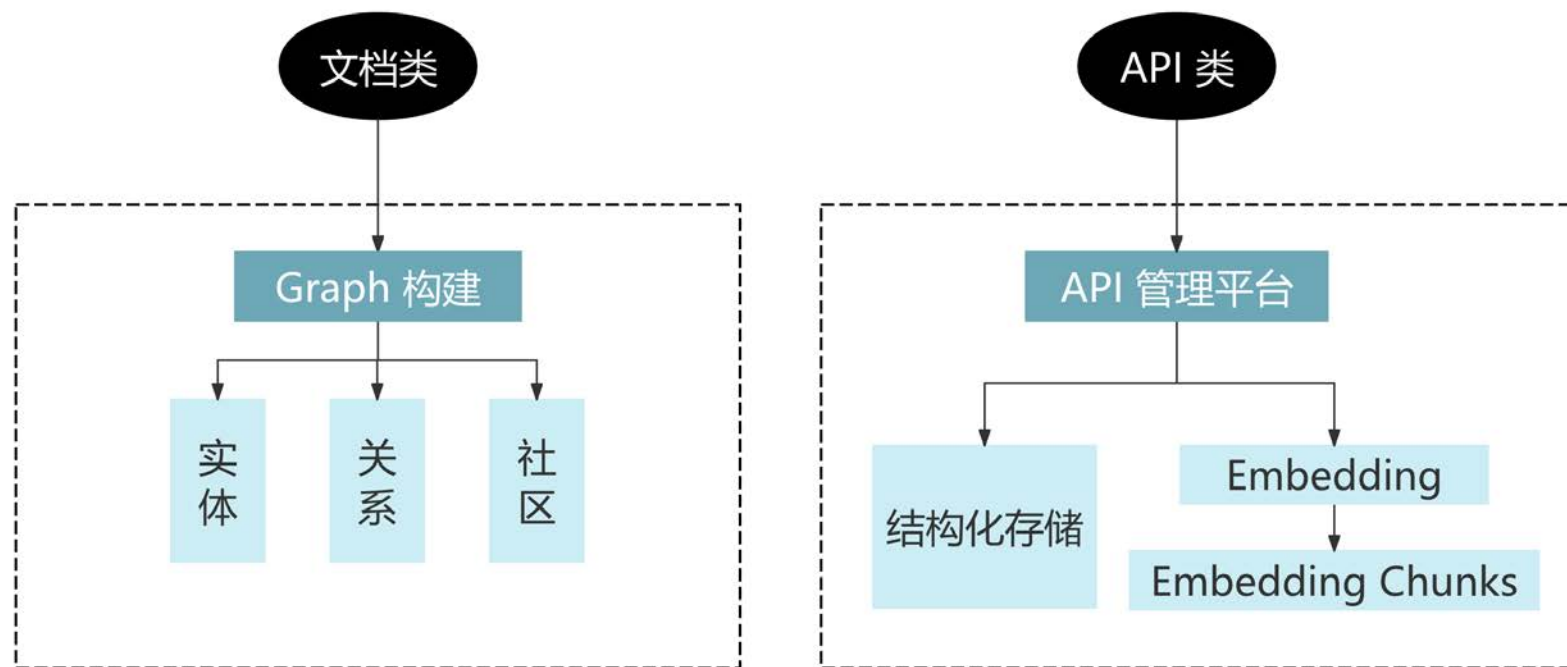 文档类
API 类
Graph 构建
API 管理平台
实体
关系
社区
结构化存储
Embedding
Embedding Chunks